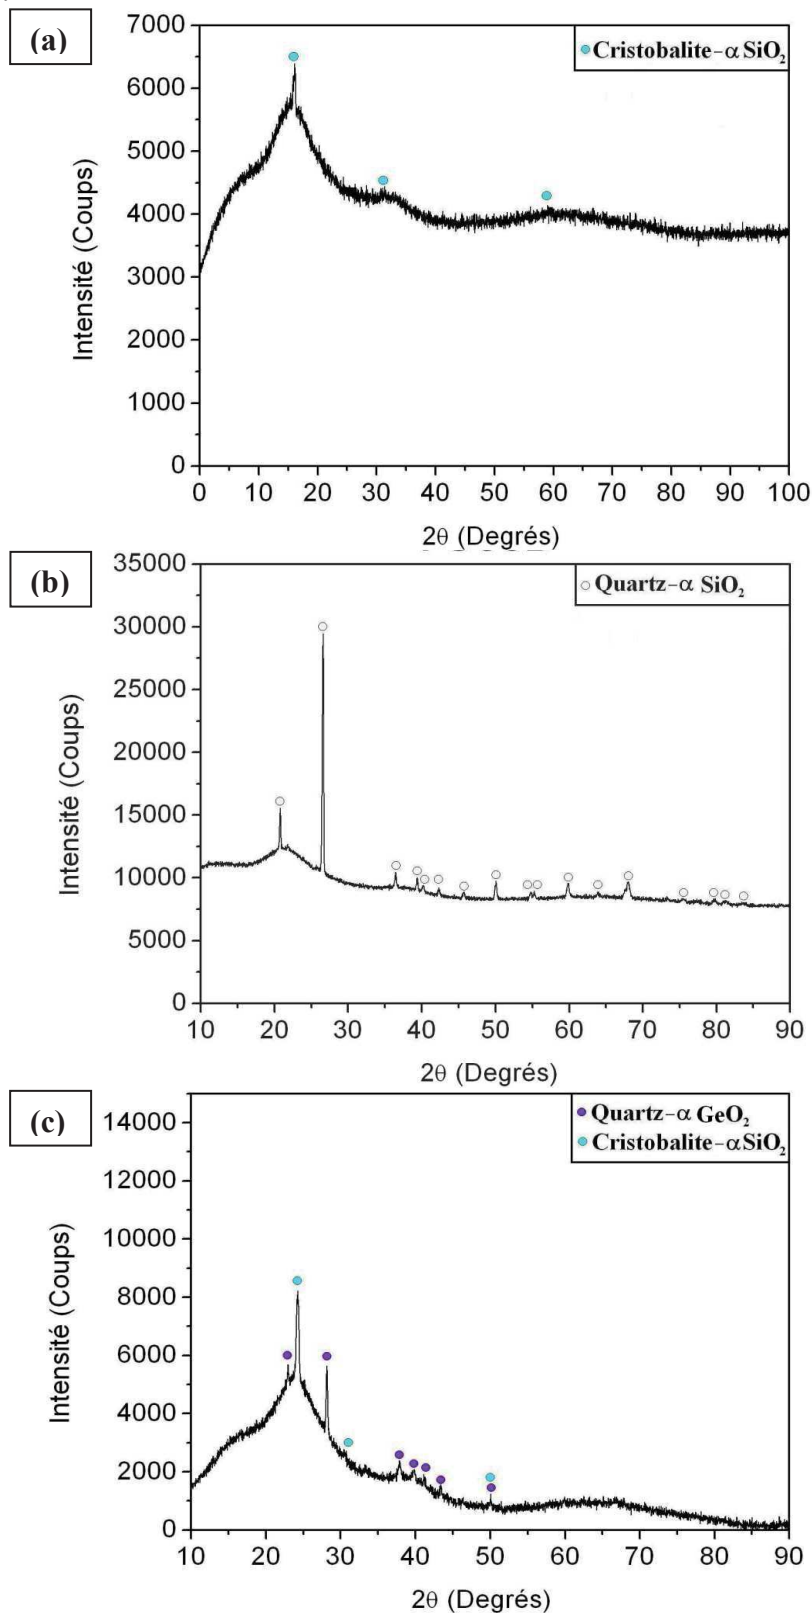 (a)
7000
6000
5000
4000
3000
2000
1000
0
Intensité (Coups)
Cristobalite-α SiO₂
0 10 20 30 40 50 60 70 80 90 100
2θ (Degrés)
(b)
35000
30000
25000
20000
15000
10000
5000
0
Intensité (Coups)
Quartz-α SiO₂
10 20 30 40 50 60 70 80 90
2θ (Degrés)
(c)
14000
12000
10000
8000
6000
4000
2000
0
Intensité (Coups)
Quartz-α GeO₂
Cristobalite-αSiO₂
10 20 30 40 50 60 70 80 90
2θ (Degrés)